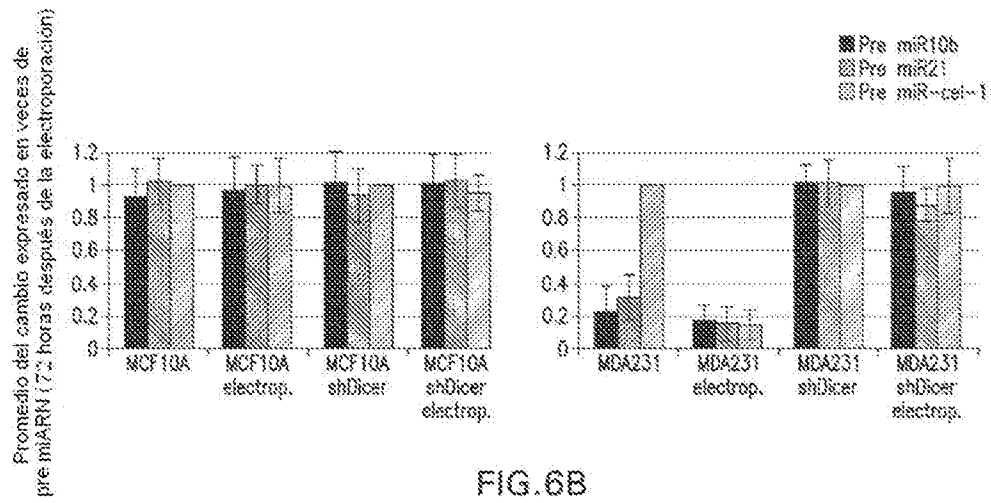 Promedio del cambio expresado en veces de
pre miARN (72 horas después de la electroporación)
Pre miR10b
Pre miR21
Pre miR-cel-1
1.2
1
0.8
0.6
0.4
0.2
0
MCF10A
MCF10A
electrop.
MCF10A
shDicer
MCF10A
shDicer
electrop.
1.2
1
0.8
0.6
0.4
0.2
0
MDA231
MDA231
electrop.
MDA231
shDicer
MDA231
shDicer
electrop.
FIG.6B